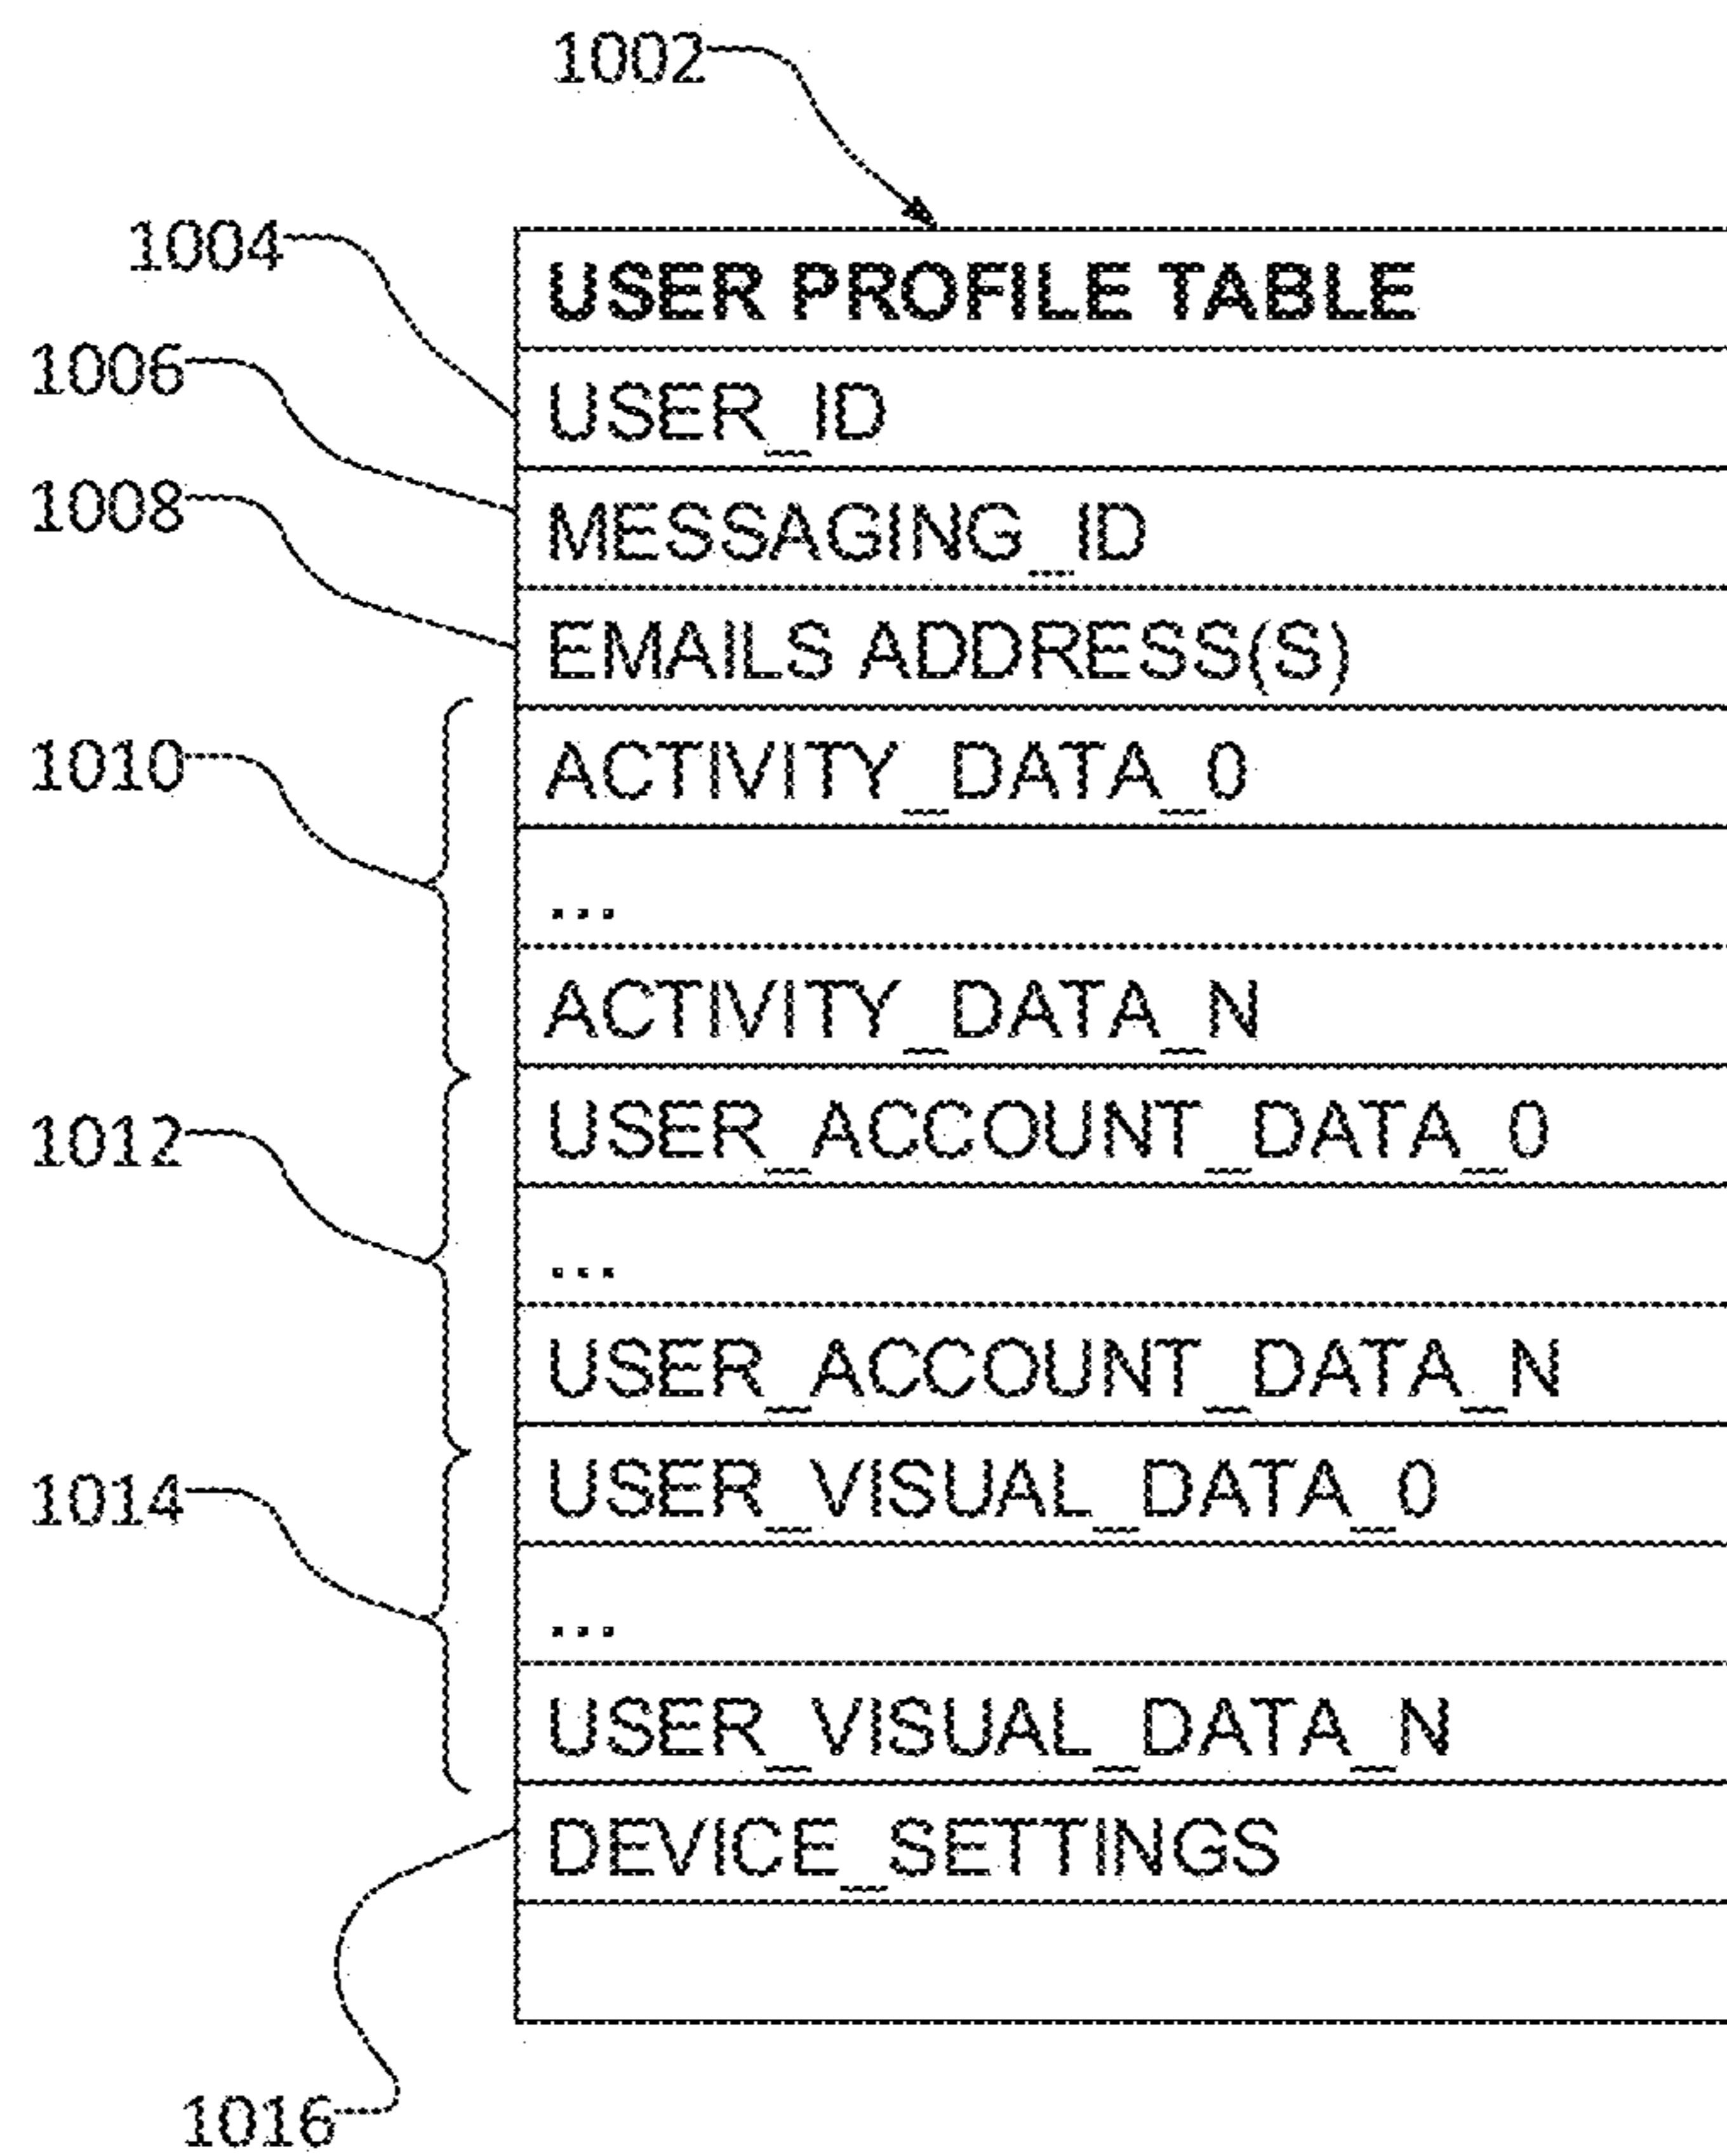 1002
1004
USER PROFILE TABLE
1006
USER_ID
1008
MESSAGING_ID
EMAILS ADDRESS(S)
1010
ACTIVITY_DATA_0
...
ACTIVITY_DATA_N
1012
USER_ACCOUNT_DATA_0
...
USER_ACCOUNT_DATA_N
1014
USER_VISUAL_DATA_0
...
USER_VISUAL_DATA_N
DEVICE_SETTINGS
1016